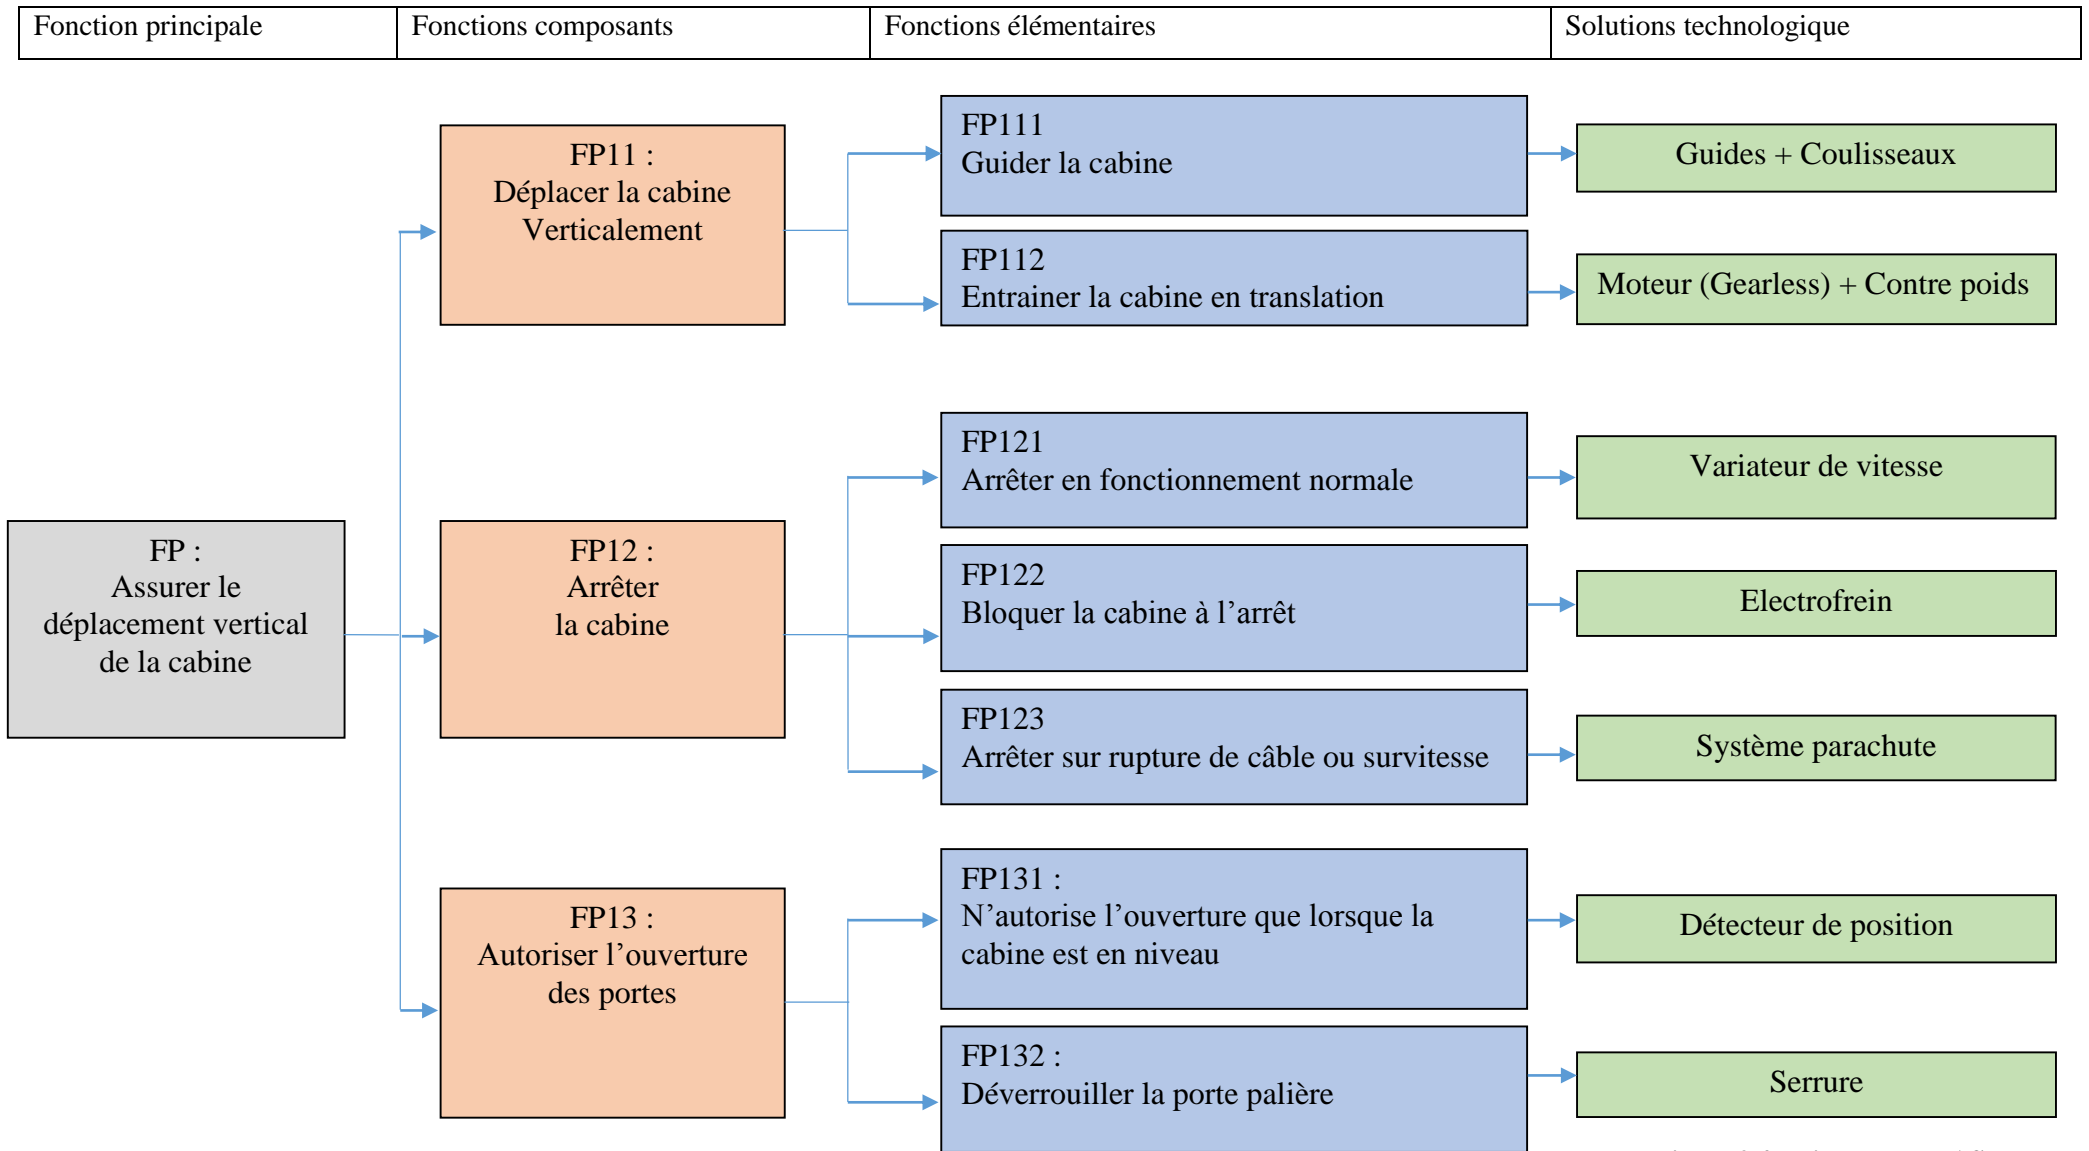 Fonction principale
Fonctions composants
Fonctions élémentaires
Solutions technologique
FP :
Assurer le
déplacement vertical
de la cabine
FP11 :
Déplacer la cabine
Verticalement
FP111
Guider la cabine
Guides + Coulisseaux
FP112
Entrainer la cabine en translation
Moteur (Gearless) + Contre poids
FP12 :
Arrêter
la cabine
FP121
Arrêter en fonctionnement normale
Variateur de vitesse
FP122
Bloquer la cabine à l’arrêt
Electrofrein
FP123
Arrêter sur rupture de câble ou survitesse
Système parachute
FP13 :
Autoriser l’ouverture
des portes
FP131 :
N’autorise l’ouverture que lorsque la
cabine est en niveau
Détecteur de position
FP132 :
Déverrouiller la porte palière
Serrure